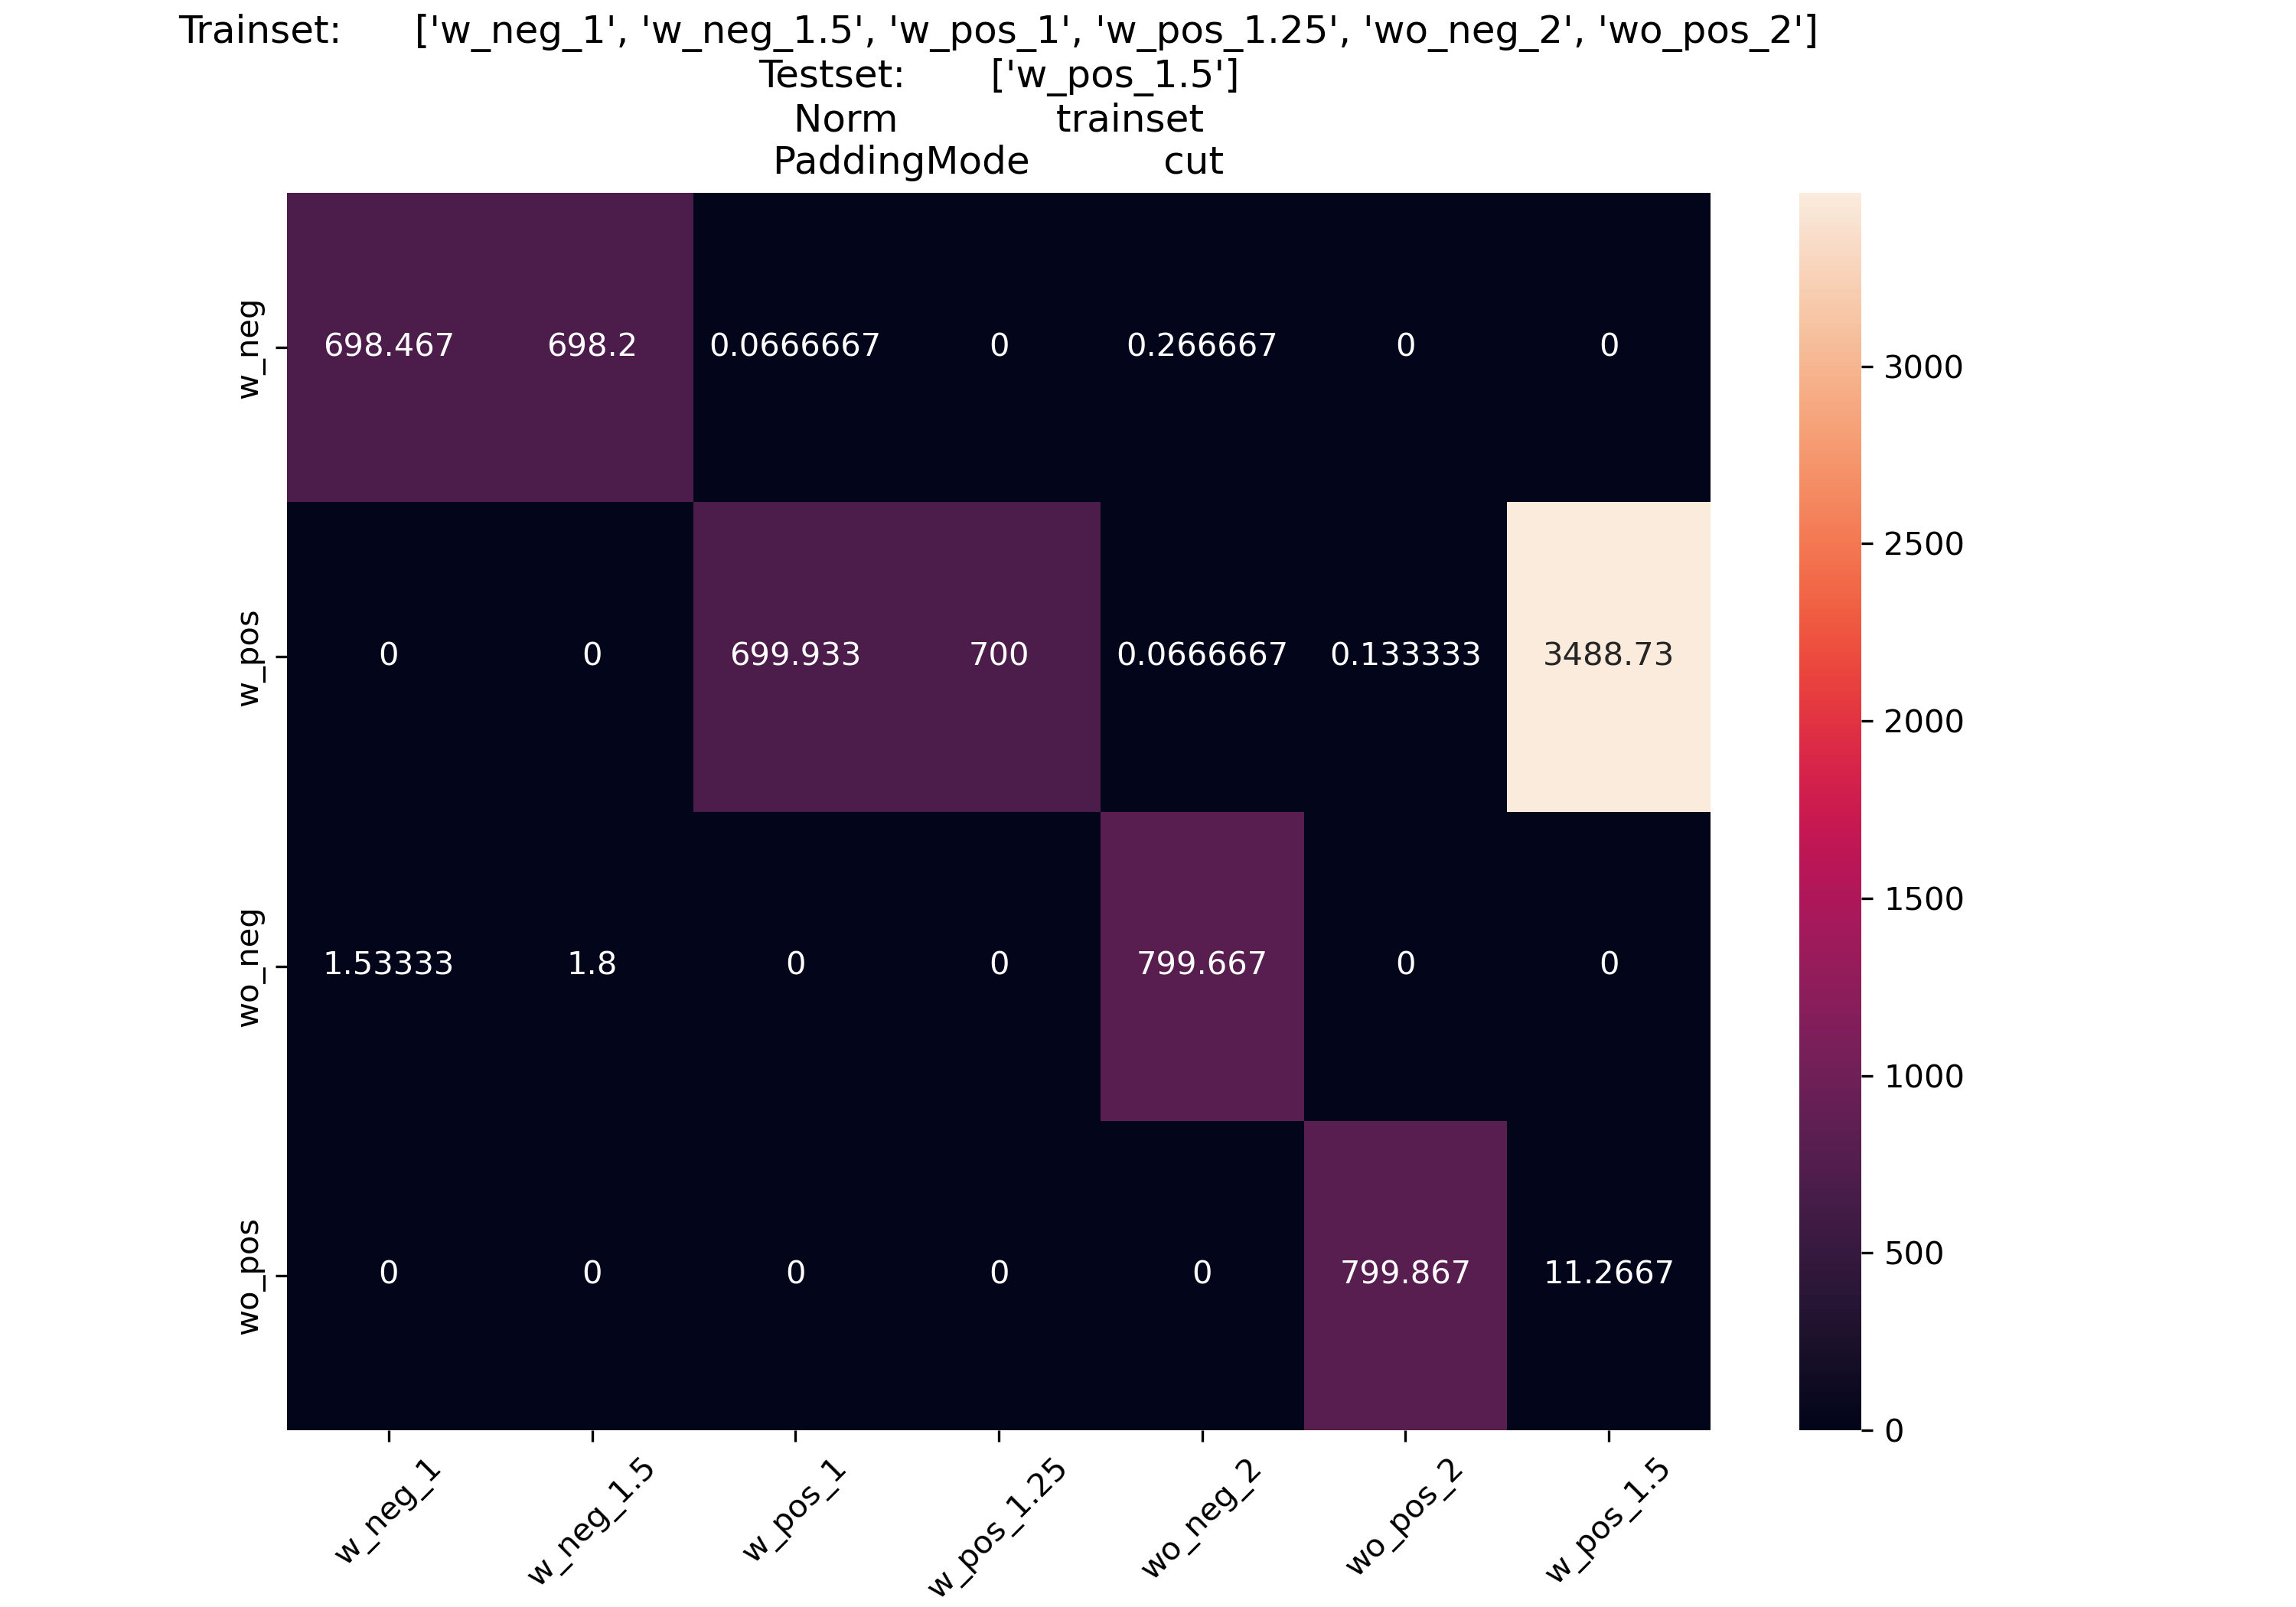 Trainset: ['w_neg_1', 'w_neg_1.5', 'w_pos_1', 'w_pos_1.25', 'wo_neg_2', 'wo_pos_2']
Testset: ['w_pos_1.5']
Norm trainset
PaddingMode cut
w_neg
698.467 698.2 0.0666667 0 0.266667 0 0
w_pos
0 0 699.933 700 0.0666667 0.133333 3488.73
wo_neg
1.53333 1.8 0 0 799.667 0 0
wo_pos
0 0 0 0 0 799.867 11.2667
w_neg_1
w_neg_1.5
w_pos_1
w_pos_1.25
wo_neg_2
wo_pos_2
w_pos_1.5
3000
2500
2000
1500
1000
500
0